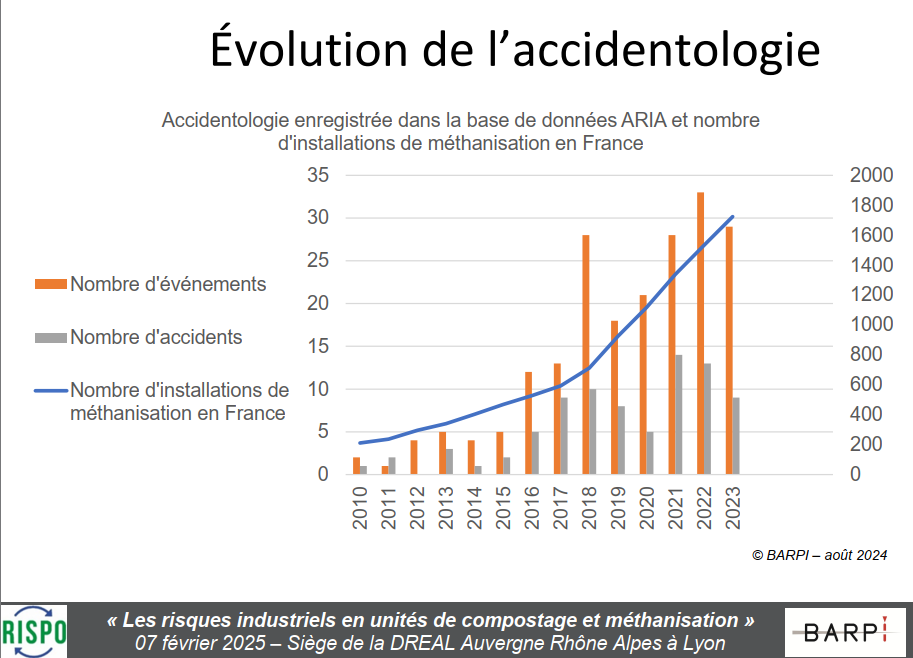 Évolution de l’accidentologie
Accidentologie enregistrée dans la base de données ARIA et nombre
d'installations de méthanisation en France
35
30
25
20
15
10
5
0
2000
1800
1600
1400
1200
1000
800
600
400
200
0
Nombre d'événements
Nombre d'accidents
Nombre d'installations de
méthanisation en France
2010
2011
2012
2013
2014
2015
2016
2017
2018
2019
2020
2021
2022
2023
© BARPI – août 2024
RISPO
« Les risques industriels en unités de compostage et méthanisation »
07 février 2025 – Siège de la DREAL Auvergne Rhône Alpes à Lyon
BARPI